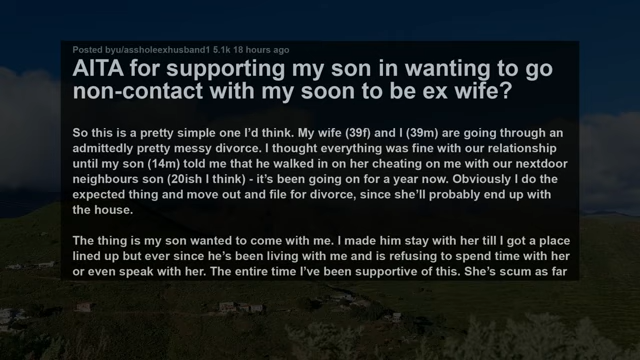 Posted byu/assholeexhusband1 5.1k 18 hours ago
AITA for supporting my son in wanting to go
non-contact with my soon to be ex wife?
So this is a pretty simple one I'd think. My wife (39f) and I (39m) are going through an
admittedly pretty messy divorce. I thought everything was fine with our relationship
until my son (14m) told me that he walked in on her cheating on me with our nextdoor
neighbours son (20ish I think) - it's been going on for a year now. Obviously I do the
expected thing and move out and file for divorce, since she'll probably end up with
the house.
The thing is my son wanted to come with me. I made him stay with her till I got a place
lined up but ever since he's been living with me and is refusing to spend time with her
or even speak with her. The entire time I've been supportive of this. She's scum as far